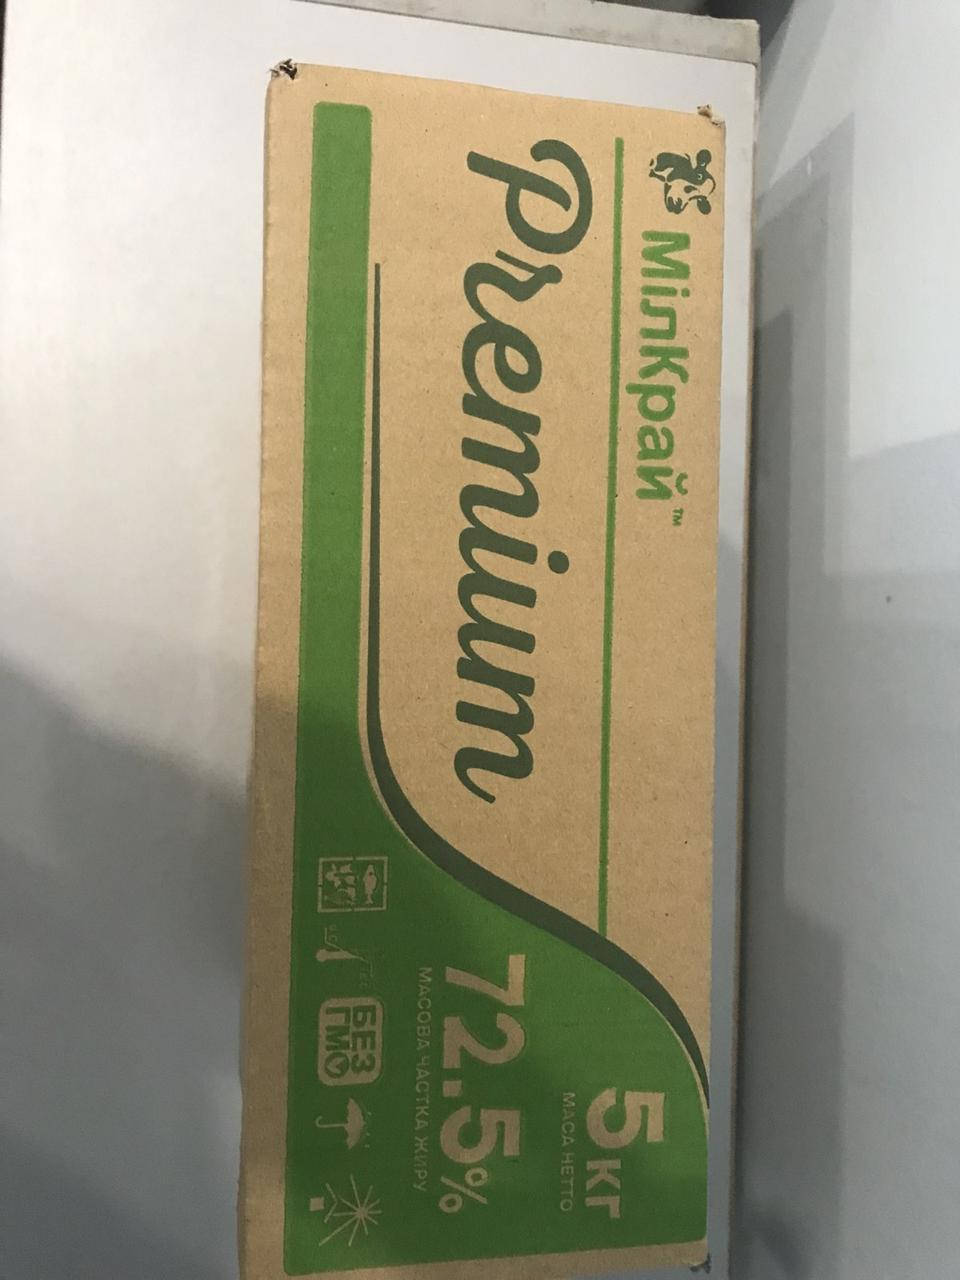 МілКрай™
Premium
5 кг
МАСА НЕТТО
72.5%
МАСОВА ЧАСТКА ЖИРУ
БЕЗ
ГМО